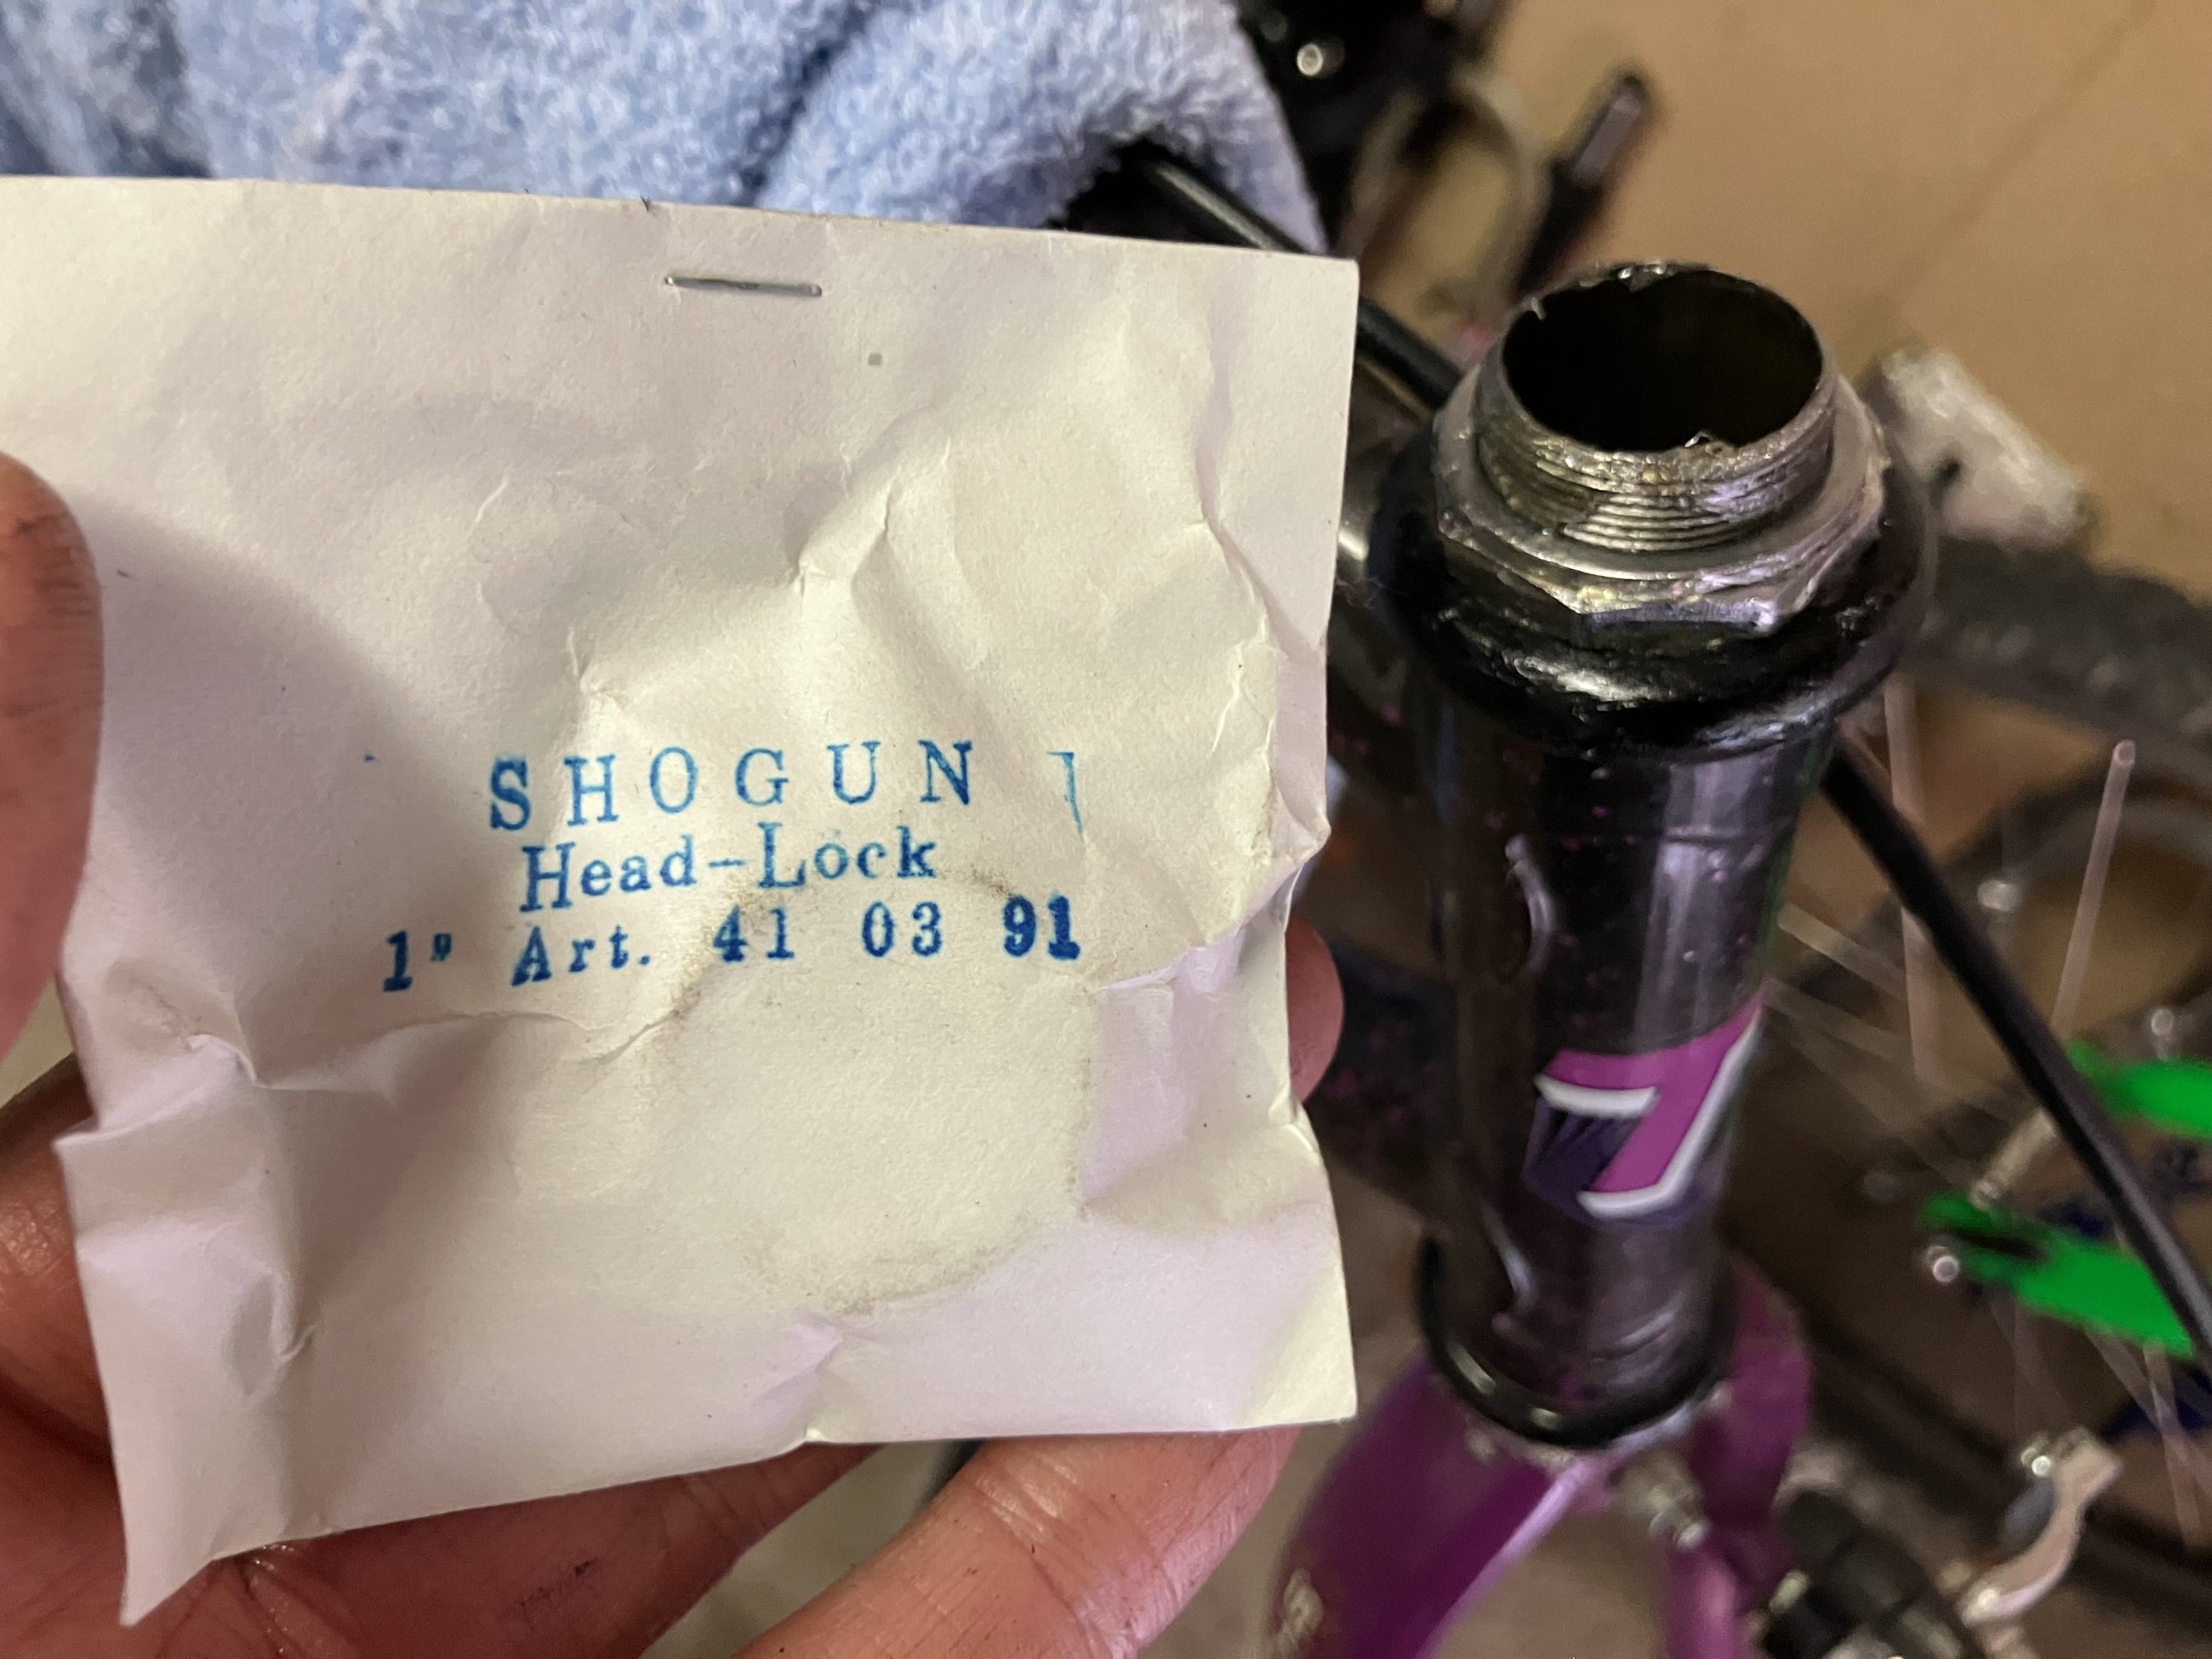 SHOGUN
Head-Lock
1" Art. 41 03 91